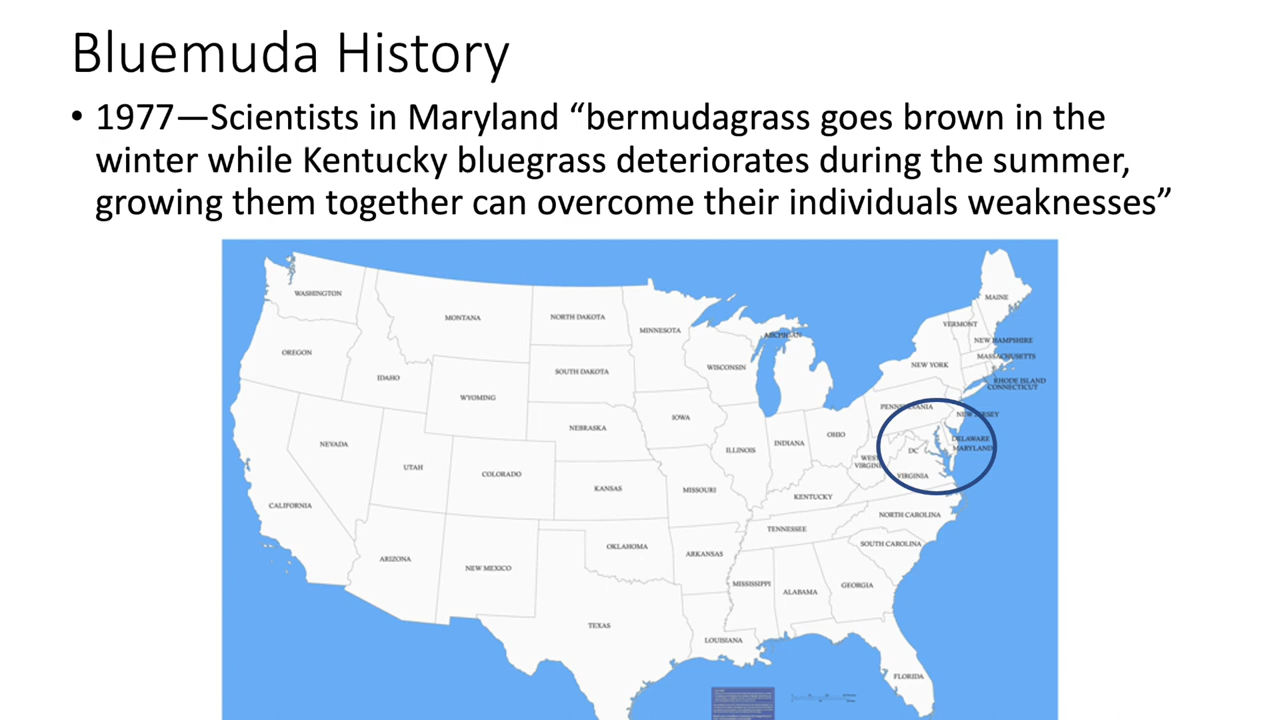 Bluemuda History
• 1977—Scientists in Maryland “bermudagrass goes brown in the
winter while Kentucky bluegrass deteriorates during the summer,
growing them together can overcome their individuals weaknesses”
WASHINGTON
MONTANA
NORTH DAKOTA
MINNESOTA
MICHIGAN
MAINE
VERMONT
NEW HAMPSHIRE
MASSACHUSETTS
RHODE ISLAND
CONNECTICUT
OREGON
IDAHO
WYOMING
SOUTH DAKOTA
WISCONSIN
NEW YORK
PENNSYLVANIA
NEW JERSEY
NEVADA
UTAH
COLORADO
NEBRASKA
IOWA
ILLINOIS
INDIANA
OHIO
DELAWARE
MARYLAND
DC
WEST
VIRGINIA
VIRGINIA
CALIFORNIA
KANSAS
MISSOURI
KENTUCKY
NORTH CAROLINA
TENNESSEE
SOUTH CAROLINA
ARIZONA
NEW MEXICO
OKLAHOMA
ARKANSAS
MISSISSIPPI
ALABAMA
GEORGIA
TEXAS
LOUISIANA
FLORIDA